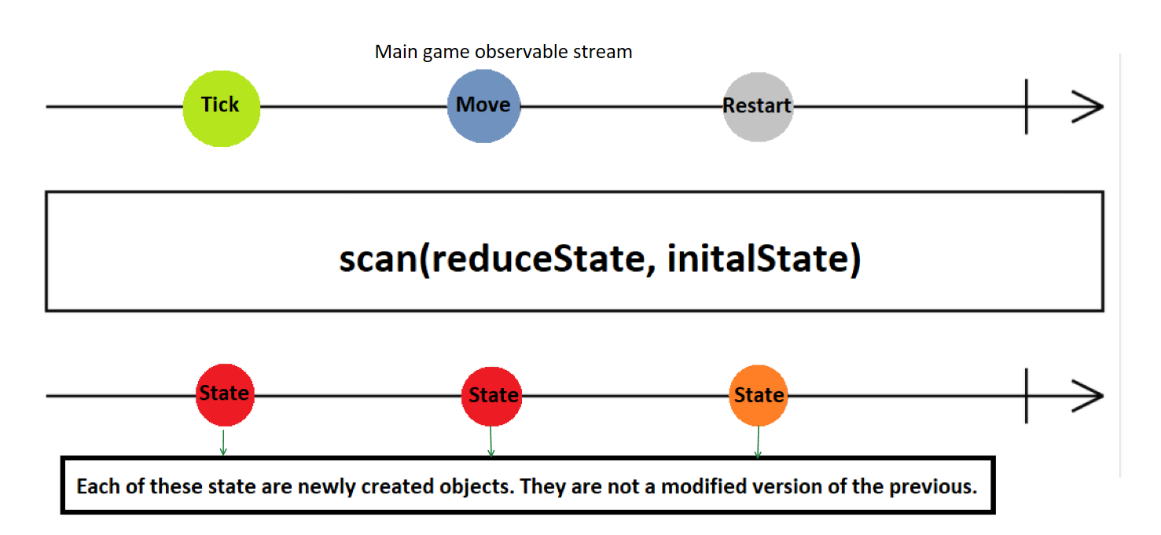 Main game observable stream
Tick
Move
Restart
scan(reduceState, initalState)
State
State
State
Each of these state are newly created objects. They are not a modified version of the previous.